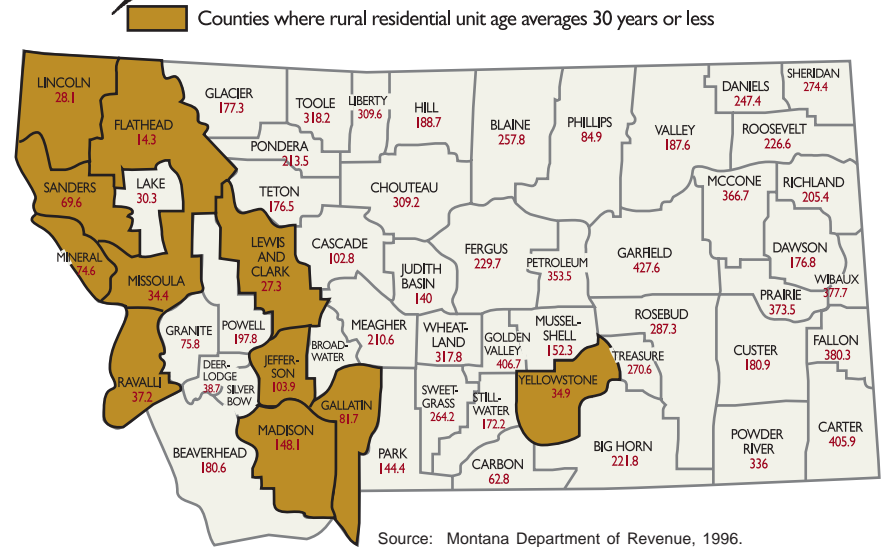 Counties where rural residential unit age averages 30 years or less
LINCOLN
28.1
FLATHEAD
14.3
GLACIER
177.3
TOOLE
318.2
LIBERTY
309.6
HILL
188.7
BLAINE
257.8
PHILLIPS
84.9
VALLEY
187.6
DANIELS
247.4
SHERIDAN
274.4
ROOSEVELT
226.6
PONDERA
213.5
SANDERS
69.6
LAKE
30.3
TETON
176.5
CHOUTEAU
309.2
MCCONE
366.7
RICHLAND
205.4
MINERAL
74.6
MISSOULA
34.4
LEWIS
AND
CLARK
27.3
CASCADE
102.8
JUDITH
BASIN
140
FERGUS
229.7
PETROLEUM
353.5
GARFIELD
427.6
DAWSON
176.8
WIBAUX
377.7
PRAIRIE
373.5
GRANITE
75.8
POWELL
197.8
BROAD-
WATER
MEAGHER
210.6
WHEAT-
LAND
317.8
GOLDEN
VALLEY
406.7
MUSSEL-
SHELL
152.3
ROSEBUD
287.3
TREASURE
270.6
CUSTER
180.9
FALLON
380.3
RAVALLI
37.2
DEER-
LODGE
38.7
SILVER
BOW
JEFFER-
SON
103.9
GALLATIN
81.7
SWEET-
GRASS
264.2
STILL-
WATER
172.2
YELLOWSTONE
34.9
BEAVERHEAD
180.6
MADISON
148.1
PARK
144.4
CARBON
62.8
BIG HORN
221.8
POWDER
RIVER
336
CARTER
405.9
Source: Montana Department of Revenue, 1996.